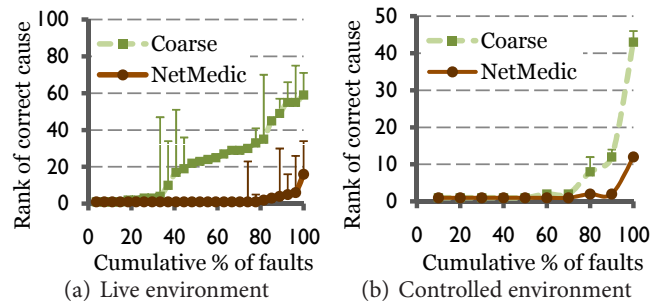 100
80
60
40
20
0
Rank of correct cause
Coarse
NetMedic
0 20 40 60 80 100
Cumulative % of faults
(a) Live environment
50
40
30
20
10
0
Rank of correct cause
Coarse
NetMedic
0 20 40 60 80 100
Cumulative % of faults
(b) Controlled environment